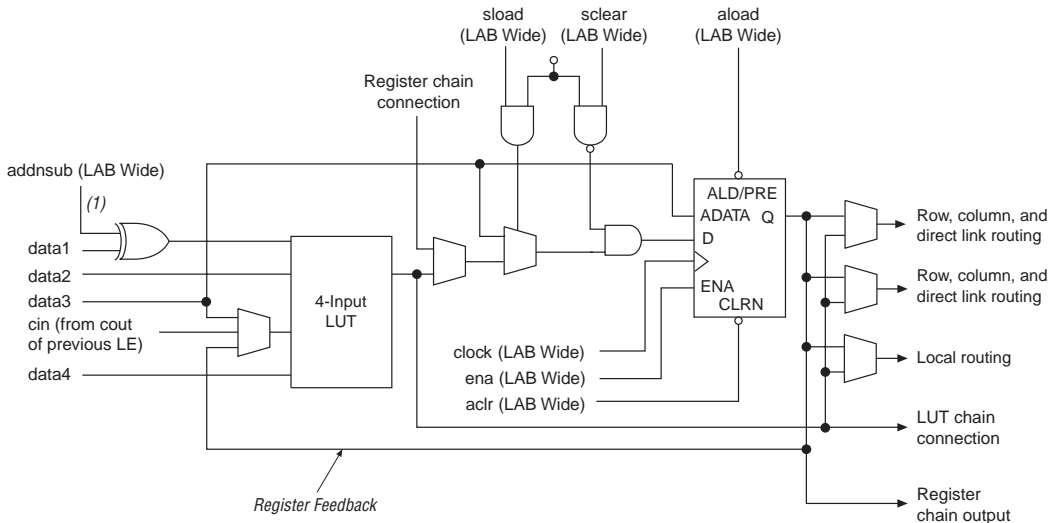 sload
(LAB Wide)
sclear
(LAB Wide)
aload
(LAB Wide)
Register chain
connection
addnsub (LAB Wide)
(1)
data1
data2
data3
cin (from cout
of previous LE)
data4
4-Input
LUT
ALD/PRE
ADATA Q
D
ENA
CLRN
clock (LAB Wide)
ena (LAB Wide)
aclr (LAB Wide)
Row, column, and
direct link routing
Row, column, and
direct link routing
Local routing
LUT chain
connection
Register
chain output
Register Feedback